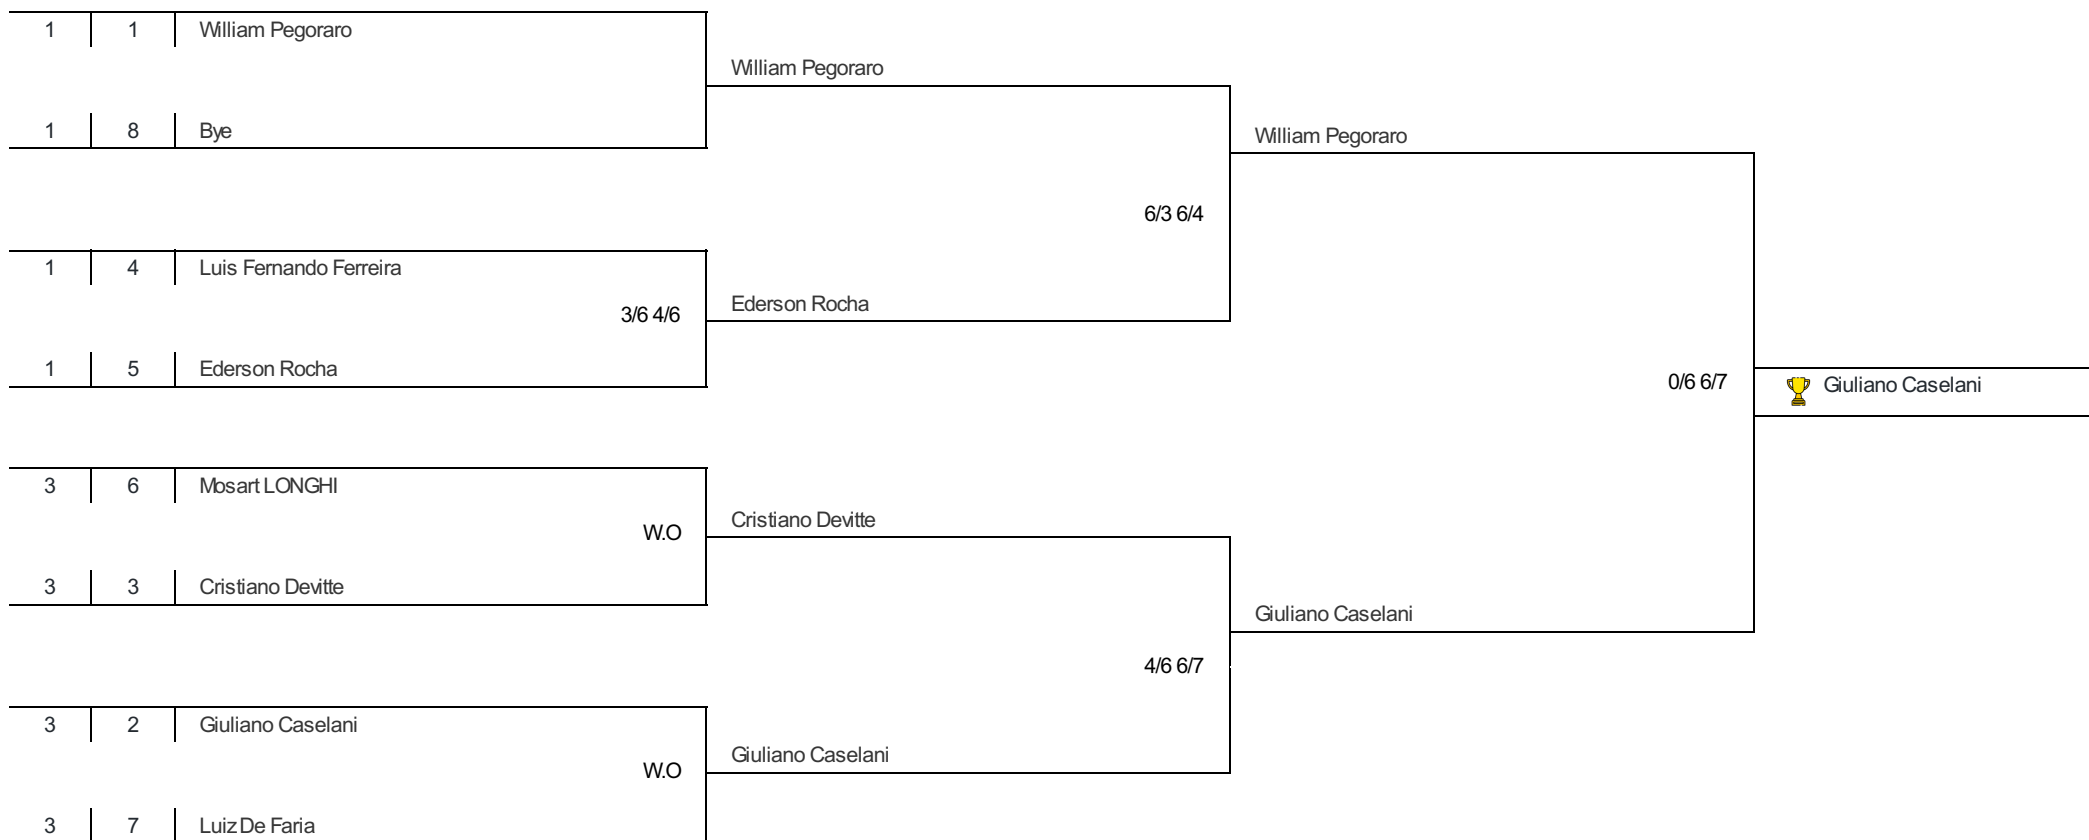 1 1 William Pegoraro
William Pegoraro
1 8 Bye
William Pegoraro
6/3 6/4
1 4 Luis Fernando Ferreira
Ederson Rocha
3/6 4/6
1 5 Ederson Rocha
0/6 6/7
Giuliano Caselani
3 6 Mosart LONGHI
Cristiano Devitte
W.O
3 3 Cristiano Devitte
Giuliano Caselani
4/6 6/7
3 2 Giuliano Caselani
Giuliano Caselani
W.O
3 7 Luiz De Faria